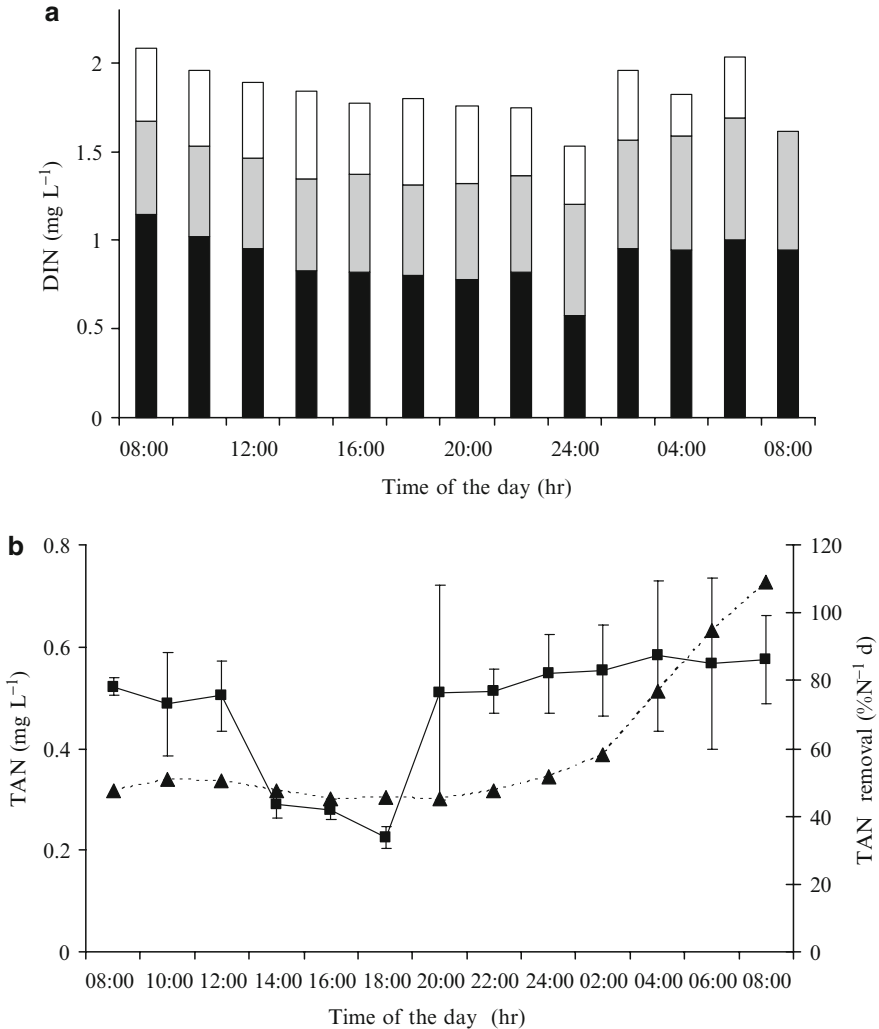 a
2
1.5
1
0.5
0
DIN (mg L⁻¹)
08:00 12:00 16:00 20:00 24:00 04:00 08:00
Time of the day (hr)
b
0.8
0.6
0.4
0.2
0
TAN (mg L⁻¹)
120
100
80
60
40
20
0
TAN removal (%N⁻¹ d)
08:00 10:00 12:00 14:00 16:00 18:00 20:00 22:00 24:00 02:00 04:00 06:00 08:00
Time of the day (hr)